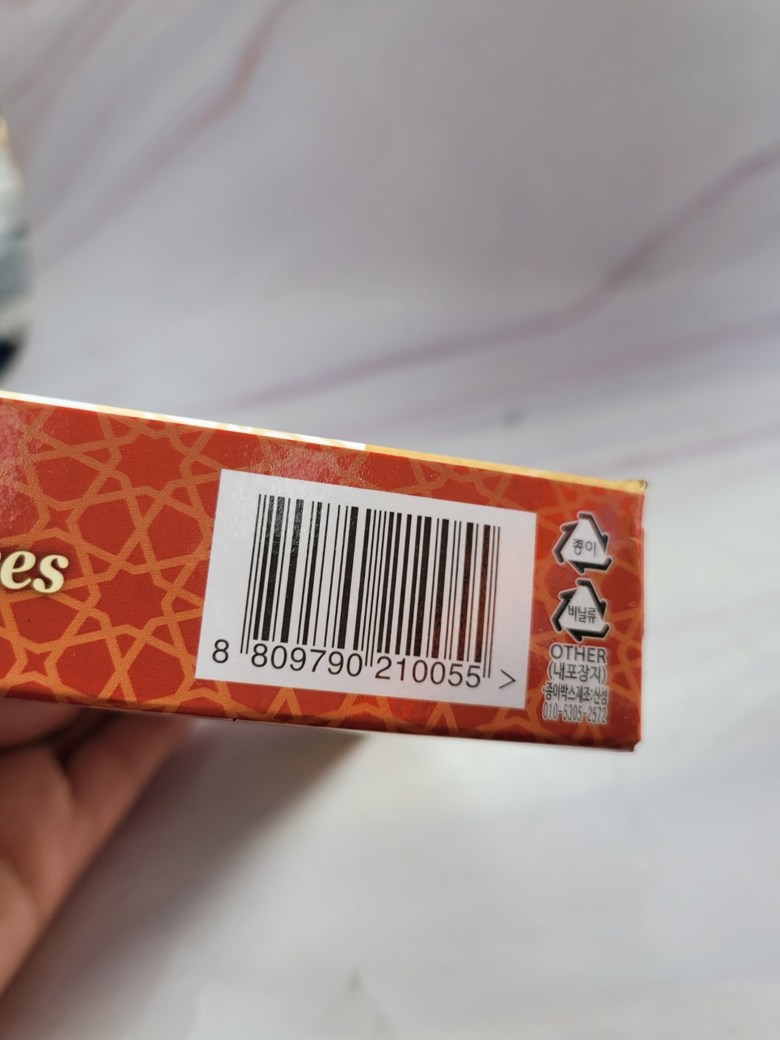 es
8 809790 210055 >
종이
비닐류
OTHER
(내포장지)
종이박스제조:신성
010-5305-2572